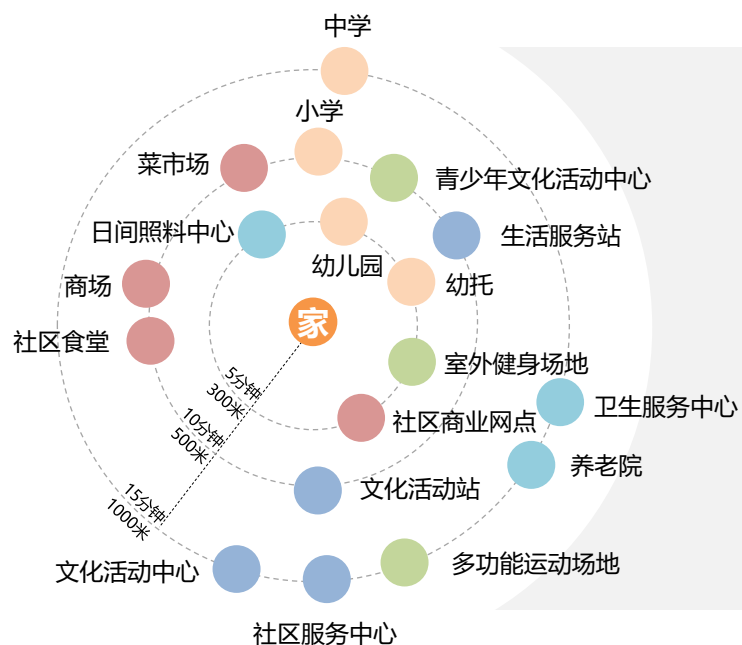 中学
小学
菜市场
青少年文化活动中心
日间照料中心
生活服务站
幼儿园
幼托
商场
家
社区食堂
室外健身场地
5分钟
300米
社区商业网点
卫生服务中心
10分钟
500米
养老院
文化活动站
15分钟
1000米
文化活动中心
多功能运动场地
社区服务中心